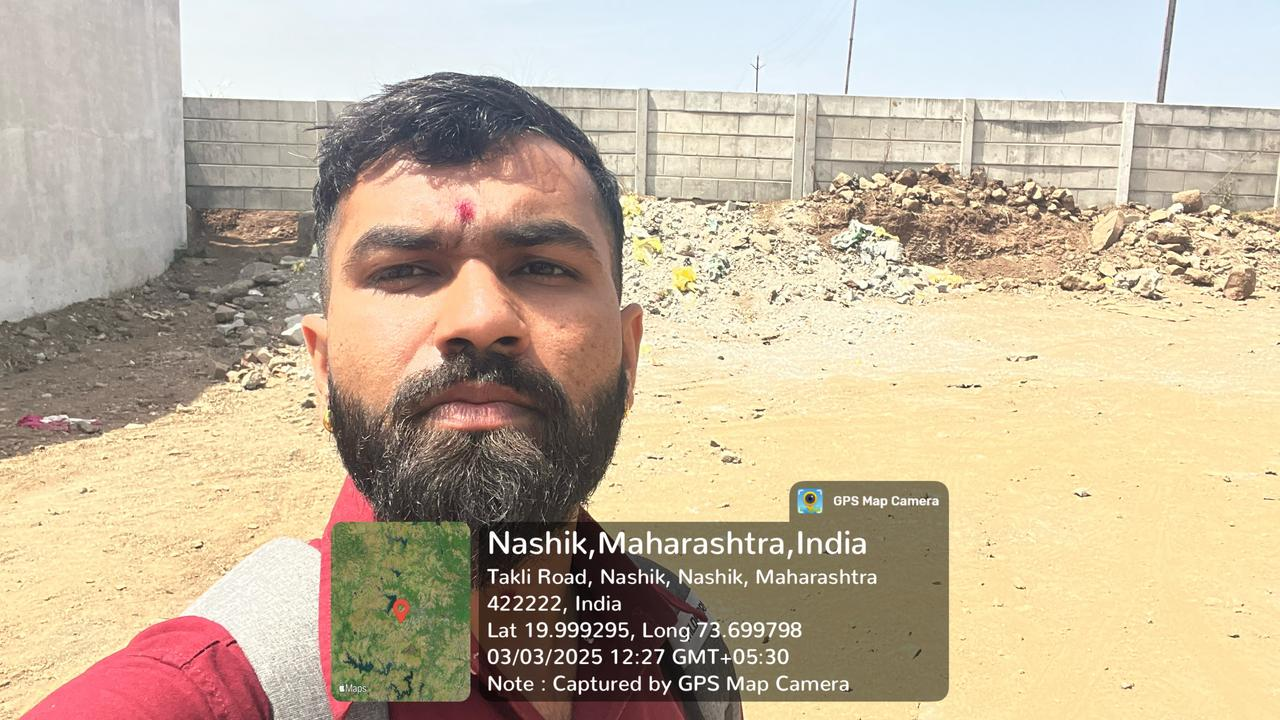 GPS Map Camera
Nashik,Maharashtra,India
Takli Road, Nashik, Nashik, Maharashtra
422222, India
Lat 19.999295, Long 73.699798
03/03/2025 12:27 GMT+05:30
Note : Captured by GPS Map Camera
Maps